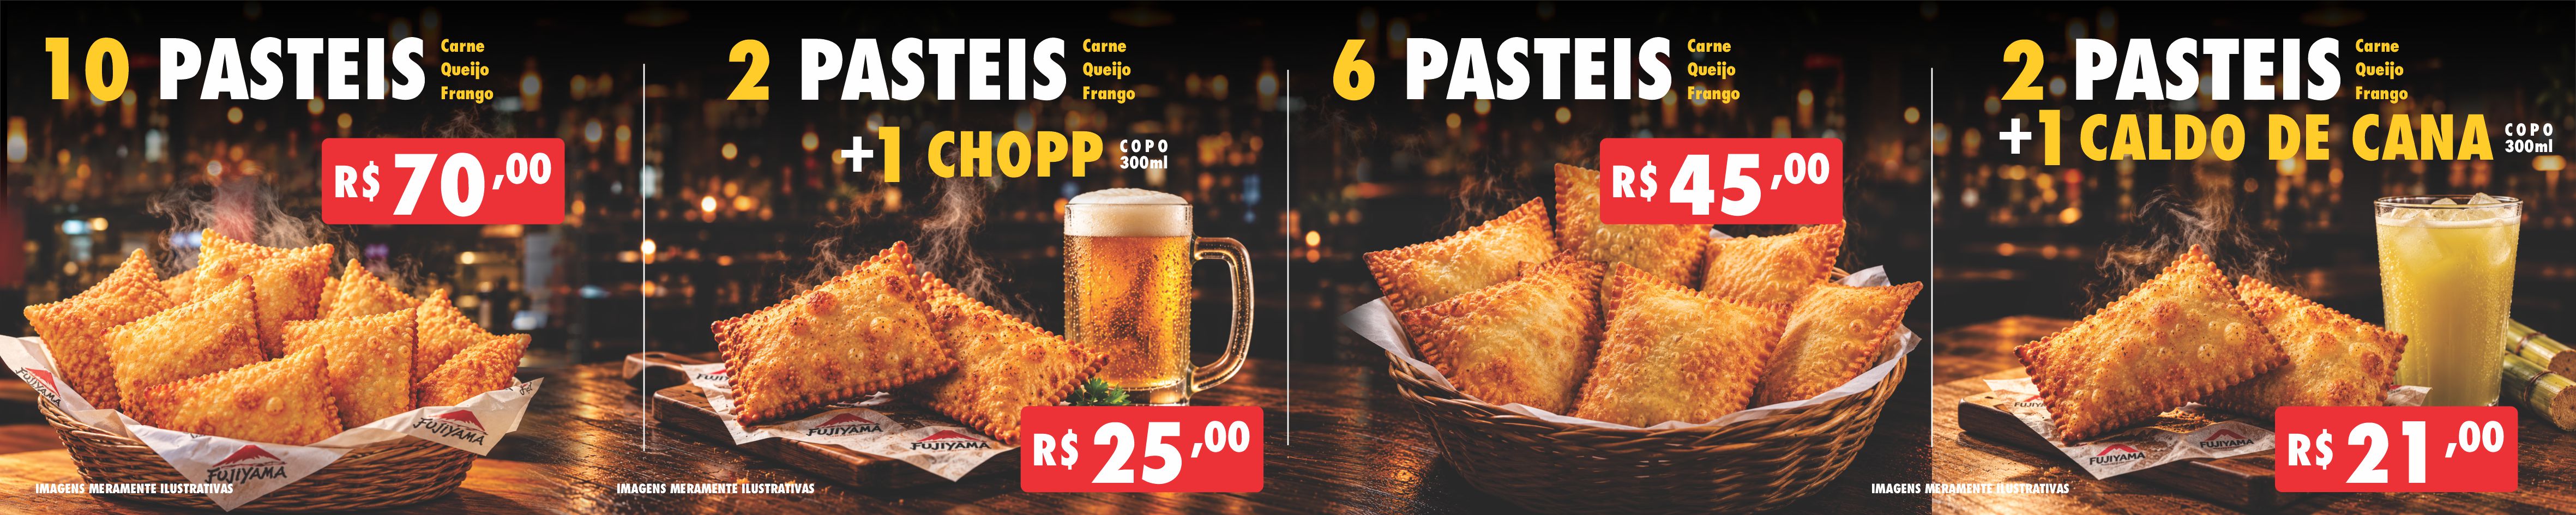 10 PASTEIS
Carne
Queijo
Frango
R$ 70,00
FUJIYAMA
FUJIYAMA
FUJIYAMA
IMAGENS MERAMENTE ILUSTRATIVAS
2 PASTEIS
Carne
Queijo
Frango
+1 CHOPP
COPO
300ml
FUJIYAMA
FUJIYAMA
R$ 25,00
IMAGENS MERAMENTE ILUSTRATIVAS
6 PASTEIS
Carne
Queijo
Frango
R$ 45,00
2 PASTEIS
Carne
Queijo
Frango
+1 CALDO DE CANA
COPO
300ml
FUJIYAMA
FUJIYAMA
R$ 21,00
IMAGENS MERAMENTE ILUSTRATIVAS